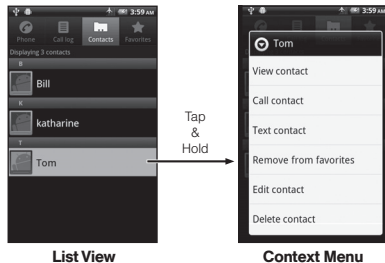 3:59 AM
Phone
Call log
Contacts
Favorites
Displaying 3 contacts
B
Bill
K
katharine
T
Tom
List View
Tap
&
Hold
3:59 AM
Tom
View contact
Call contact
Text contact
Remove from favorites
Edit contact
Delete contact
Context Menu